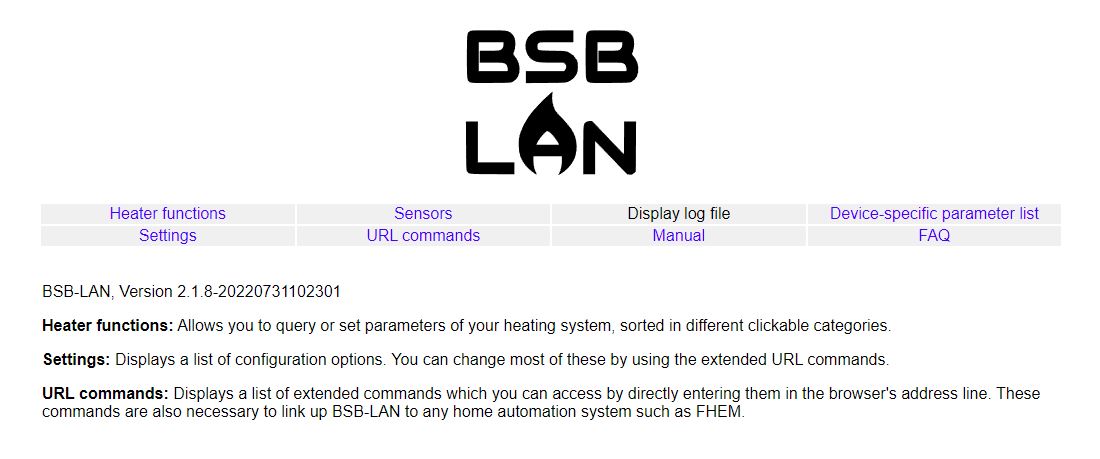 BSB
LAN
Heater functions Sensors Display log file Device-specific parameter list
Settings URL commands Manual FAQ
BSB-LAN, Version 2.1.8-20220731102301
Heater functions: Allows you to query or set parameters of your heating system, sorted in different clickable categories.
Settings: Displays a list of configuration options. You can change most of these by using the extended URL commands.
URL commands: Displays a list of extended commands which you can access by directly entering them in the browser's address line. These
commands are also necessary to link up BSB-LAN to any home automation system such as FHEM.